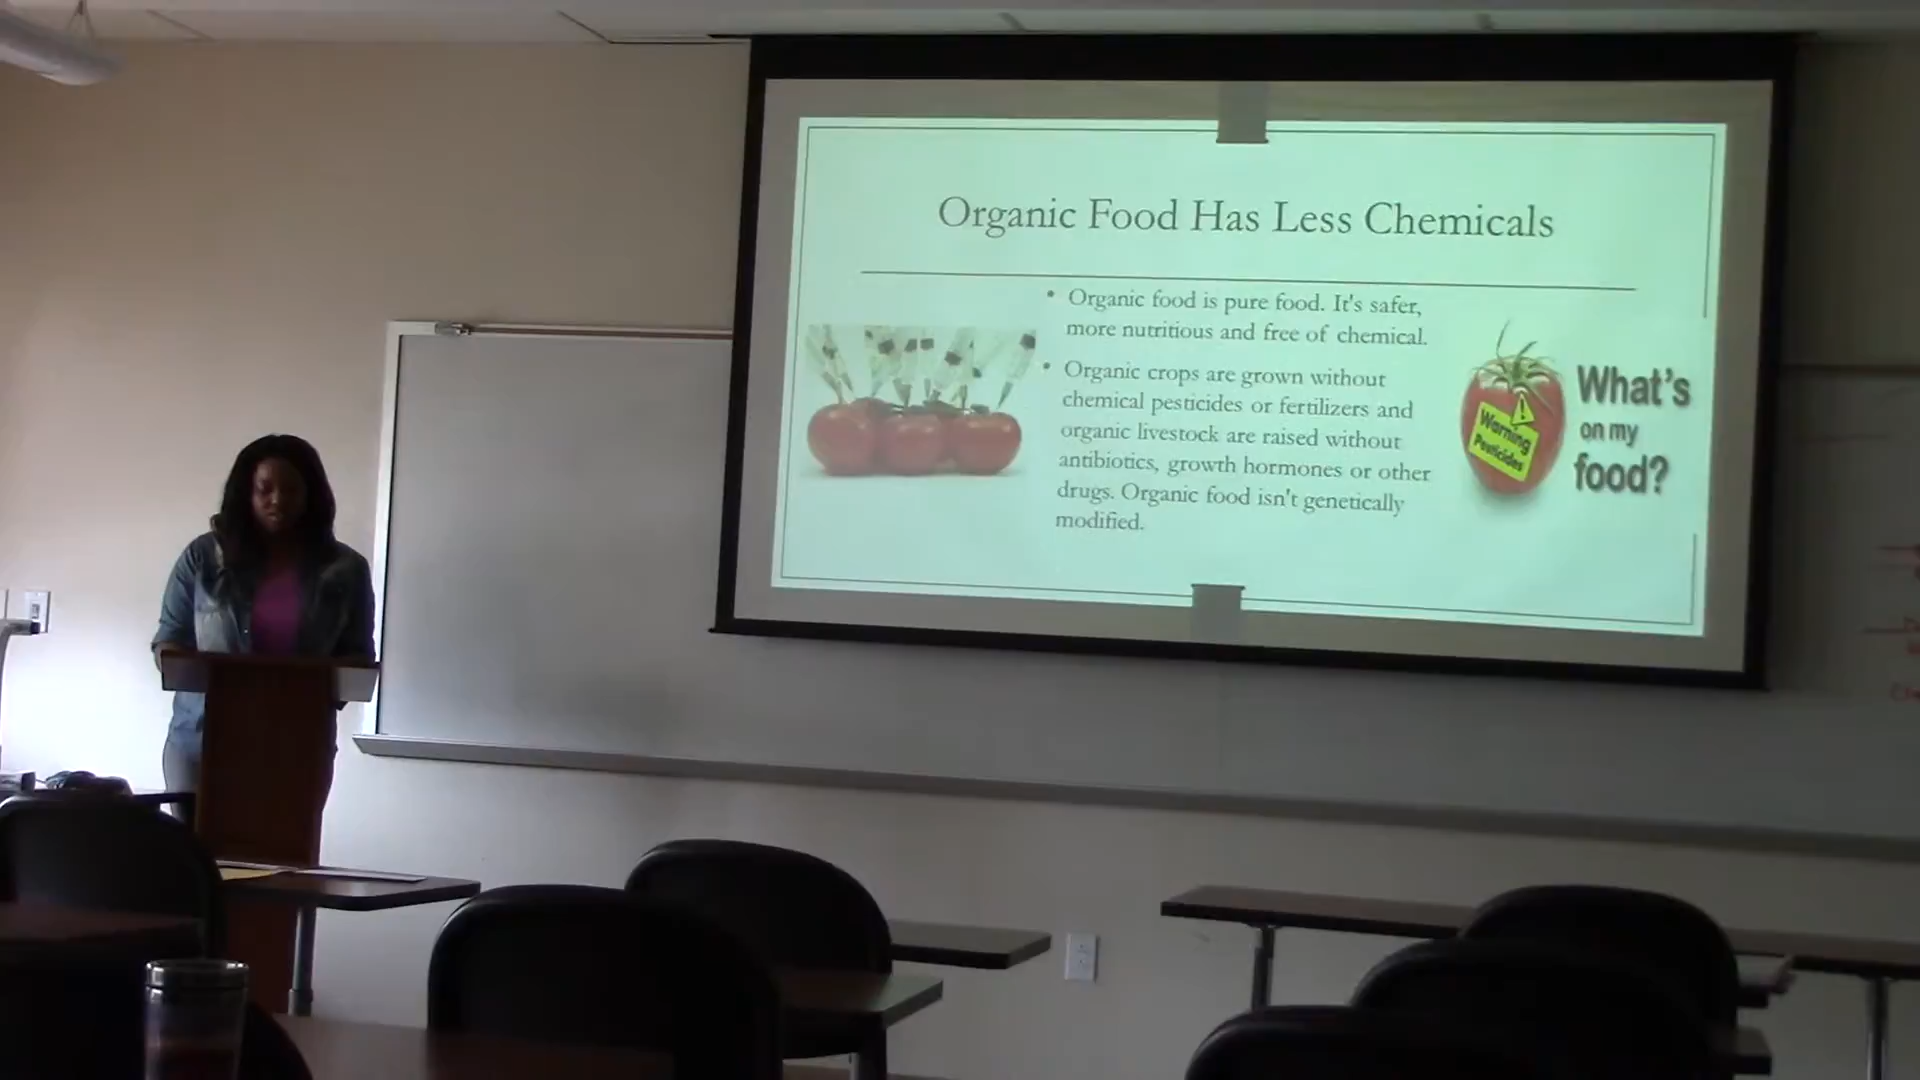 Organic Food Has Less Chemicals
• Organic food is pure food. It's safer,
more nutritious and free of chemical.
• Organic crops are grown without
chemical pesticides or fertilizers and
organic livestock are raised without
antibiotics, growth hormones or other
drugs. Organic food isn't genetically
modified.
Warning
Pesticides
What's
on my
food?